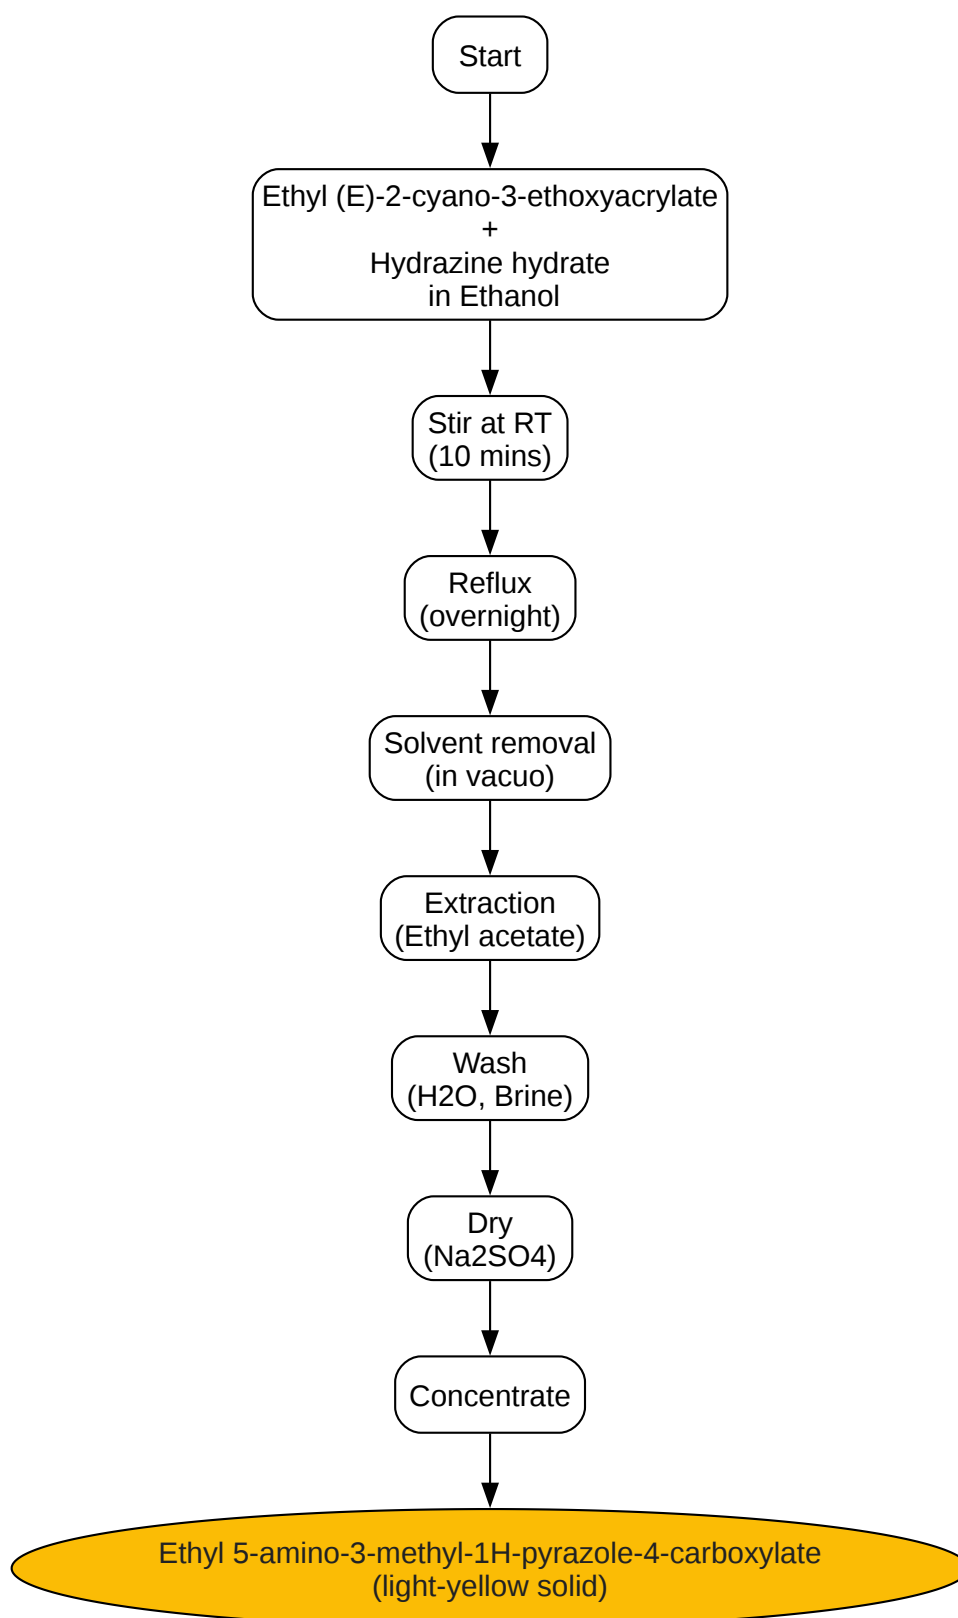 Start
Ethyl (E)-2-cyano-3-ethoxyacrylate
+
Hydrazine hydrate
in Ethanol
Stir at RT
(10 mins)
Reflux
(overnight)
Solvent removal
(in vacuo)
Extraction
(Ethyl acetate)
Wash
(H2O, Brine)
Dry
(Na2SO4)
Concentrate
Ethyl 5-amino-3-methyl-1H-pyrazole-4-carboxylate
(light-yellow solid)